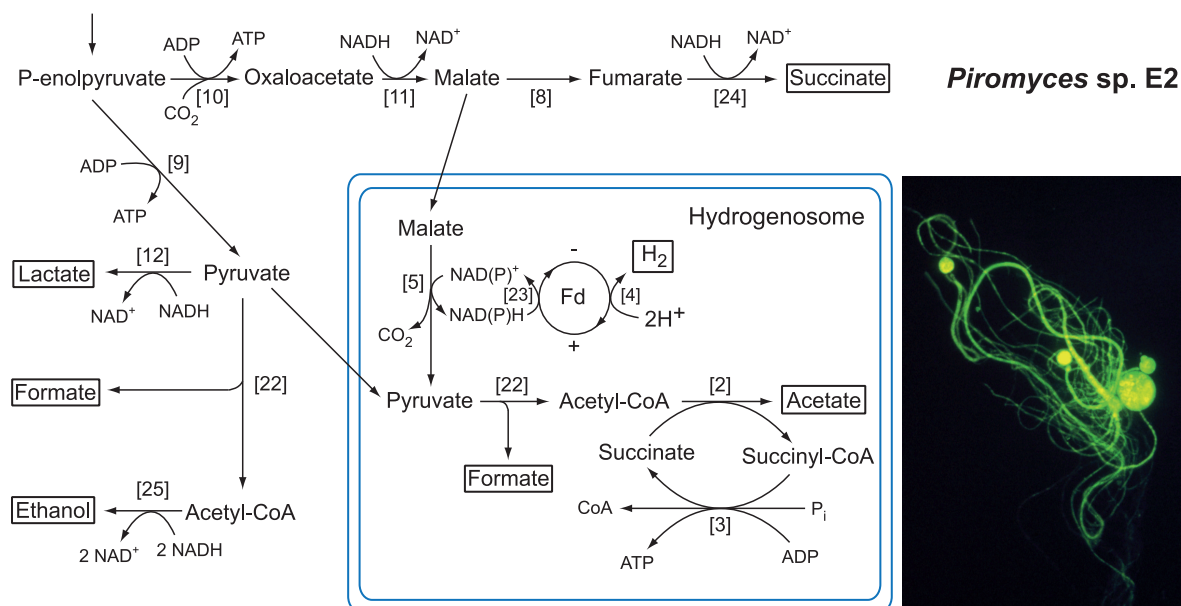 ADP
ATP
NADH
NAD⁺
NADH
NAD⁺
P-enolpyruvate
Oxaloacetate
Malate
Fumarate
Succinate
Piromyces sp. E2
CO₂
[10]
[11]
[8]
[24]
ADP
[9]
ATP
Hydrogenosome
Malate
[12]
Lactate
Pyruvate
NAD⁺
NADH
[5]
NAD(P)⁺
NAD(P)H
[23]
-
Fd
+
H₂
[4]
2H⁺
CO₂
Formate
[22]
Pyruvate
[22]
Acetyl-CoA
[2]
Acetate
Succinate
Succinyl-CoA
Formate
CoA
[3]
Pᵢ
ATP
ADP
[25]
Ethanol
Acetyl-CoA
2 NAD⁺
2 NADH